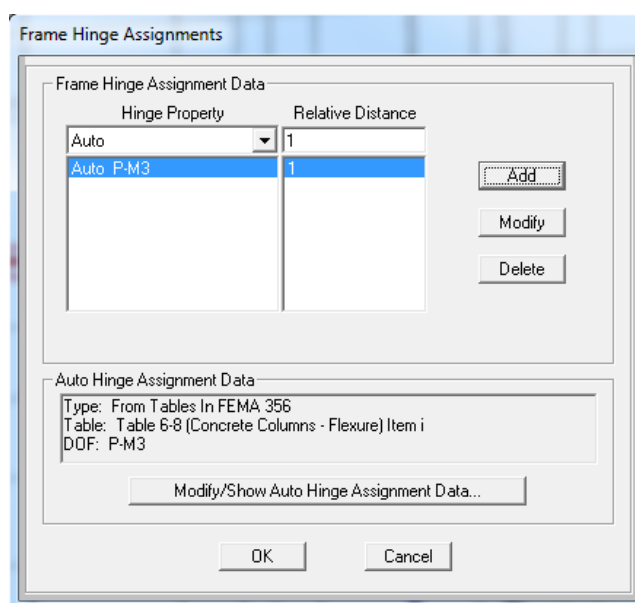 Frame Hinge Assignments
Frame Hinge Assignment Data
Hinge Property Relative Distance
Auto 1
Auto P-M3 1
Add
Modify
Delete
Auto Hinge Assignment Data
Type: From Tables In FEMA 356
Table: Table 6-8 (Concrete Columns - Flexure) Item i
DOF: P-M3
Modify/Show Auto Hinge Assignment Data...
OK Cancel